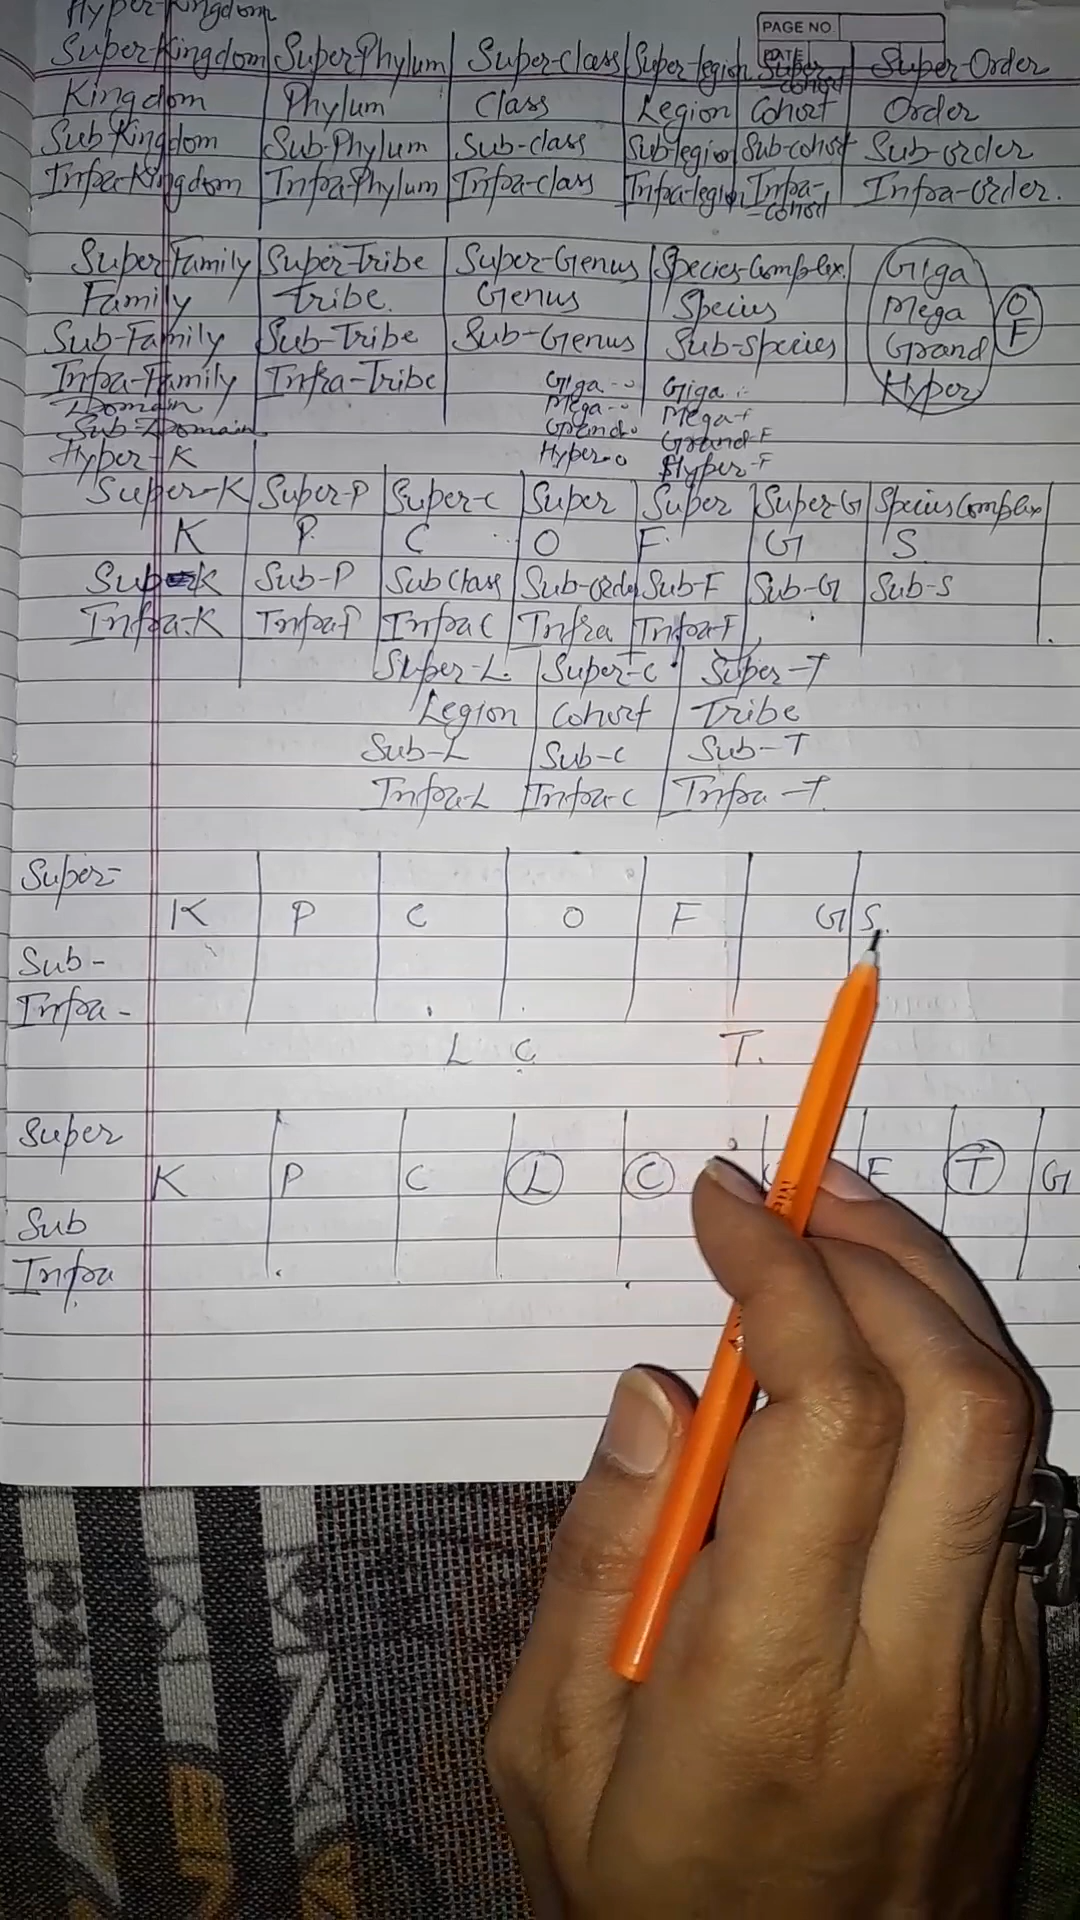 Hyper-Kingdom
PAGE NO
DATE
Super-Kingdom Super-Phylum Super-class Super-legion Super-cohort Super-Order
Kingdom Phylum Class Legion Cohort Order
Sub Kingdom Sub-Phylum Sub-class Sub legion Sub-cohort Sub-order
Infra-Kingdom Infra-Phylum Infra-class Infra-legion Infra-cohort Infra-order.
Super Family Super-tribe Super-Genus Species-Complex Giga
Family tribe. Genus Species Mega O
Sub-Family Sub-Tribe Sub-Genus Sub-species Grand F
Infra-Family Infra-Tribe Giga-o Giga Hyper
Domain Mega-o Mega-F
Sub-Domain Grand-o Grand-F
Hyper-K Hyper-o Hyper-F
Super-K Super-P Super-C Super Super Super-G Species Complex
K P C O F G S
Sub-K Sub-P Sub Class Sub-orde Sub-F Sub-G Sub-S
Infra-K Infra-P Infra C Infra Infra-F
Super-L. Super-C Super-T
Legion Cohort Tribe
Sub-L Sub-C Sub-T
Infra-L Infra-C Infra-T
Super-
K P C O F G S.
Sub-
Infra-
L C T.
Super
K P C L C F T G
Sub
Infra